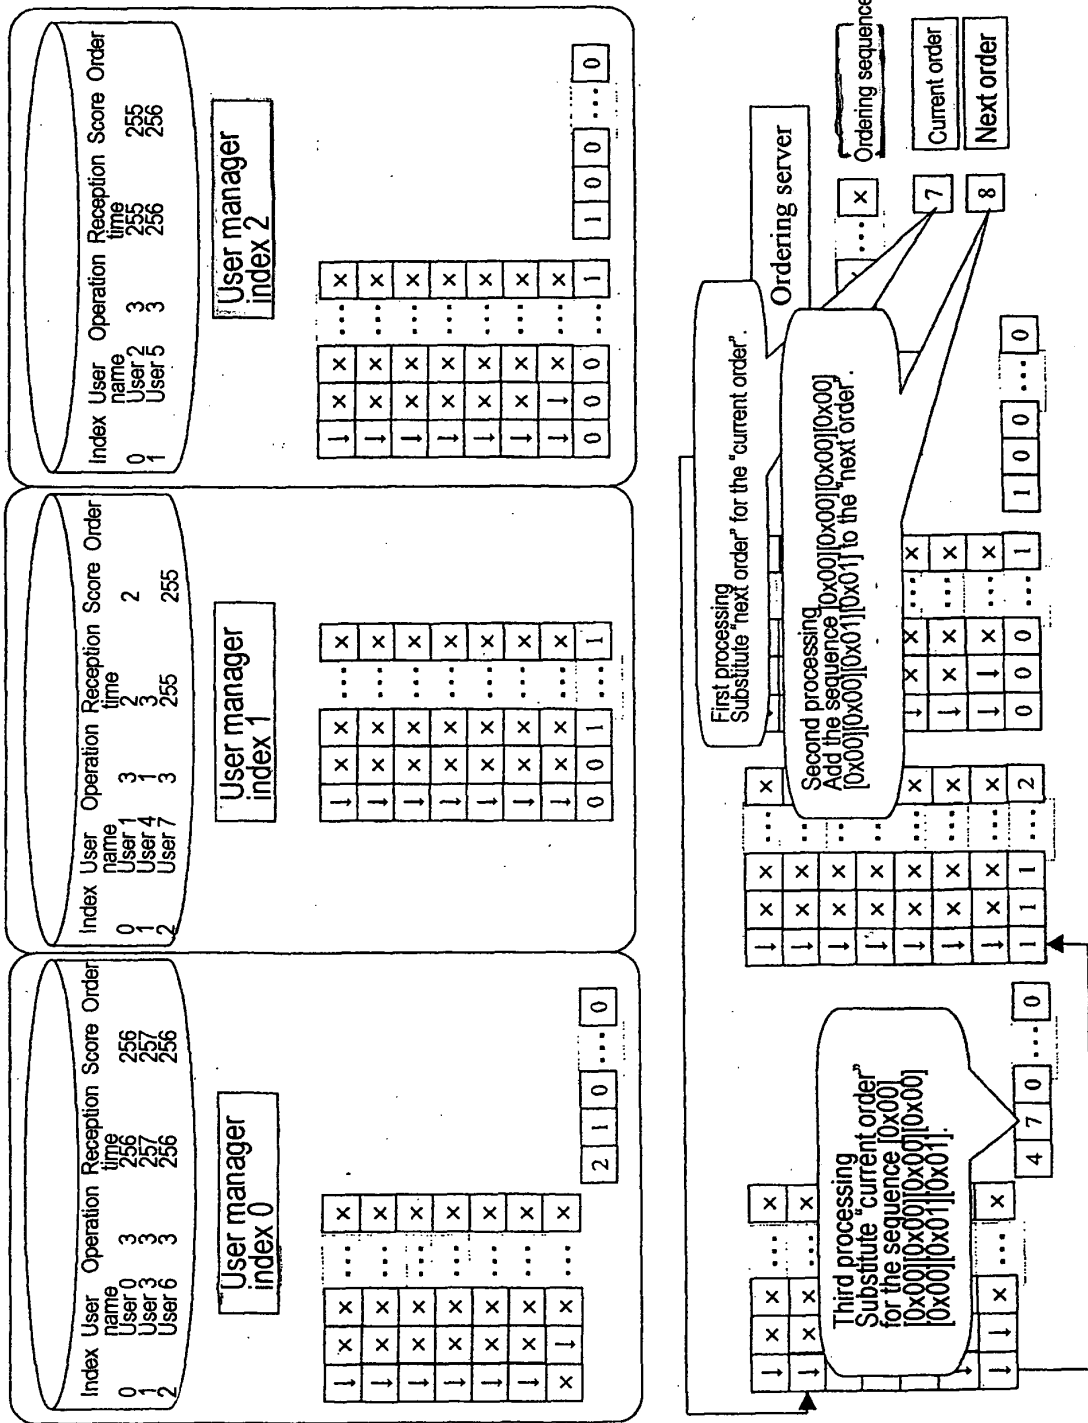 Index User name Operation Reception time Score Order
0 User 0 3 256 256
1 User 3 3 257 257
2 User 6 3 256 256
User manager
index 0
↓ × × ... ×
↓ × × ... ×
↓ × × ... ×
↓ × × ... ×
↓ × × ... ×
↓ × × ... ×
× ↓ × ... ×
2 1 0 ... 0
Index User name Operation Reception time Score Order
0 User 1 3 2 2
1 User 4 1 3
2 User 7 3 255 255
User manager
index 1
↓ × × ... ×
↓ × × ... ×
↓ × × ... ×
↓ × × ... ×
↓ × × ... ×
↓ × × ... ×
↓ × × ... ×
0 0 1 ... 1
Index User name Operation Reception time Score Order
0 User 2 3 255 255
1 User 5 3 256 256
User manager
index 2
↓ × × ... ×
↓ × × ... ×
↓ × × ... ×
↓ × × ... ×
↓ × × ... ×
↓ × × ... ×
↓ ↓ × ... ×
0 0 0 ... 1
1 0 0 ... 0
Ordering server
First processing
Substitute "next order" for the "current order".
Second processing
Add the sequence [0x00][0x00][0x00][0x00][0x00]
[0x00][0x00][0x01][0x01] to the "next order".
Third processing
Substitute "current order"
for the sequence [0x00]
[0x00][0x00][0x00][0x00]
[0x00][0x01][0x01].
↓ × × ... ×
↓ × × ... ×
↓ ↓ × ... ×
4 7 0 ... 0
↓ × × ... ×
↓ × × ... ×
↓ × × ... ×
↓ × × ... ×
↓ × × ... ×
↓ × × ... ×
↓ × × ... ×
1 1 1 ... 2
↓ × ... ×
↓ × × ... ×
↓ ↓ × ... ×
0 0 0 ... 1
1 0 0 ... 0
... × Ordering sequence
7 Current order
8 Next order